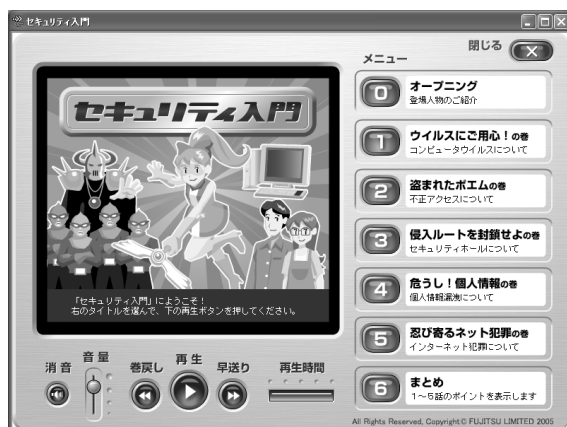 セキュリティ入門
閉じる
メニュー
セキュリティ入門
「セキュリティ入門」にようこそ!
右のタイトルを選んで、下の再生ボタンを押してください。
0 オープニング
登場人物のご紹介
1 ウイルスにご用心!の巻
コンピュータウイルスについて
2 盗まれたポエムの巻
不正アクセスについて
3 侵入ルートを封鎖せよの巻
セキュリティホールについて
4 危うし!個人情報の巻
個人情報漏洩について
5 忍び寄るネット犯罪の巻
インターネット犯罪について
6 まとめ
1~5話のポイントを表示します
消音 音量 巻戻し 再生 早送り 再生時間
All Rights Reserved, Copyright© FUJITSU LIMITED 2005